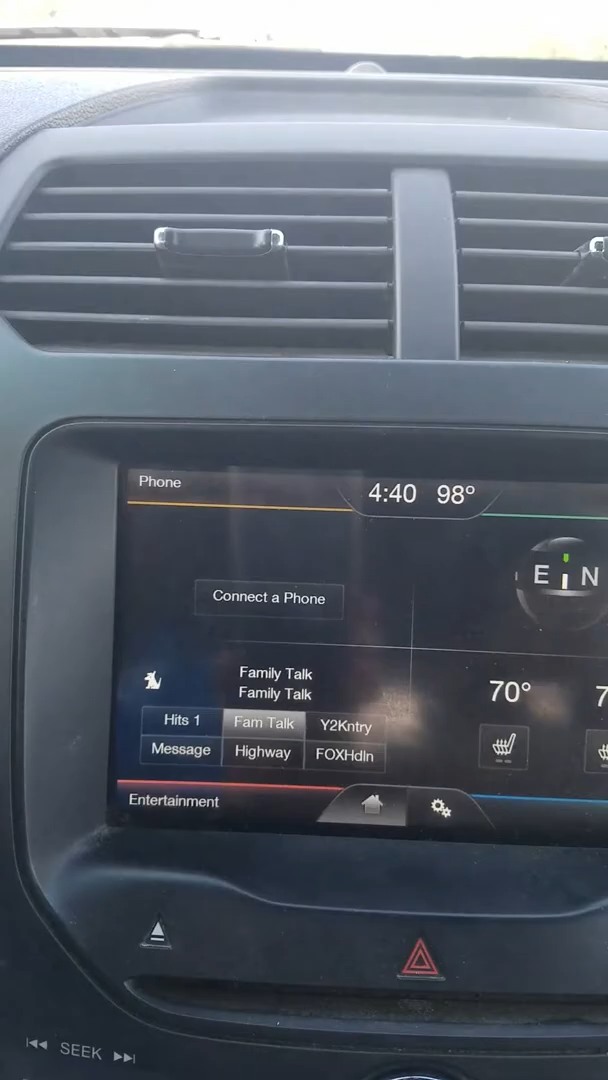 Phone
4:40 98°
E N
Connect a Phone
Family Talk
Family Talk
70° 7
Hits 1 Fam Talk Y2Kntry
Message Highway FOXHdln
Entertainment
SEEK